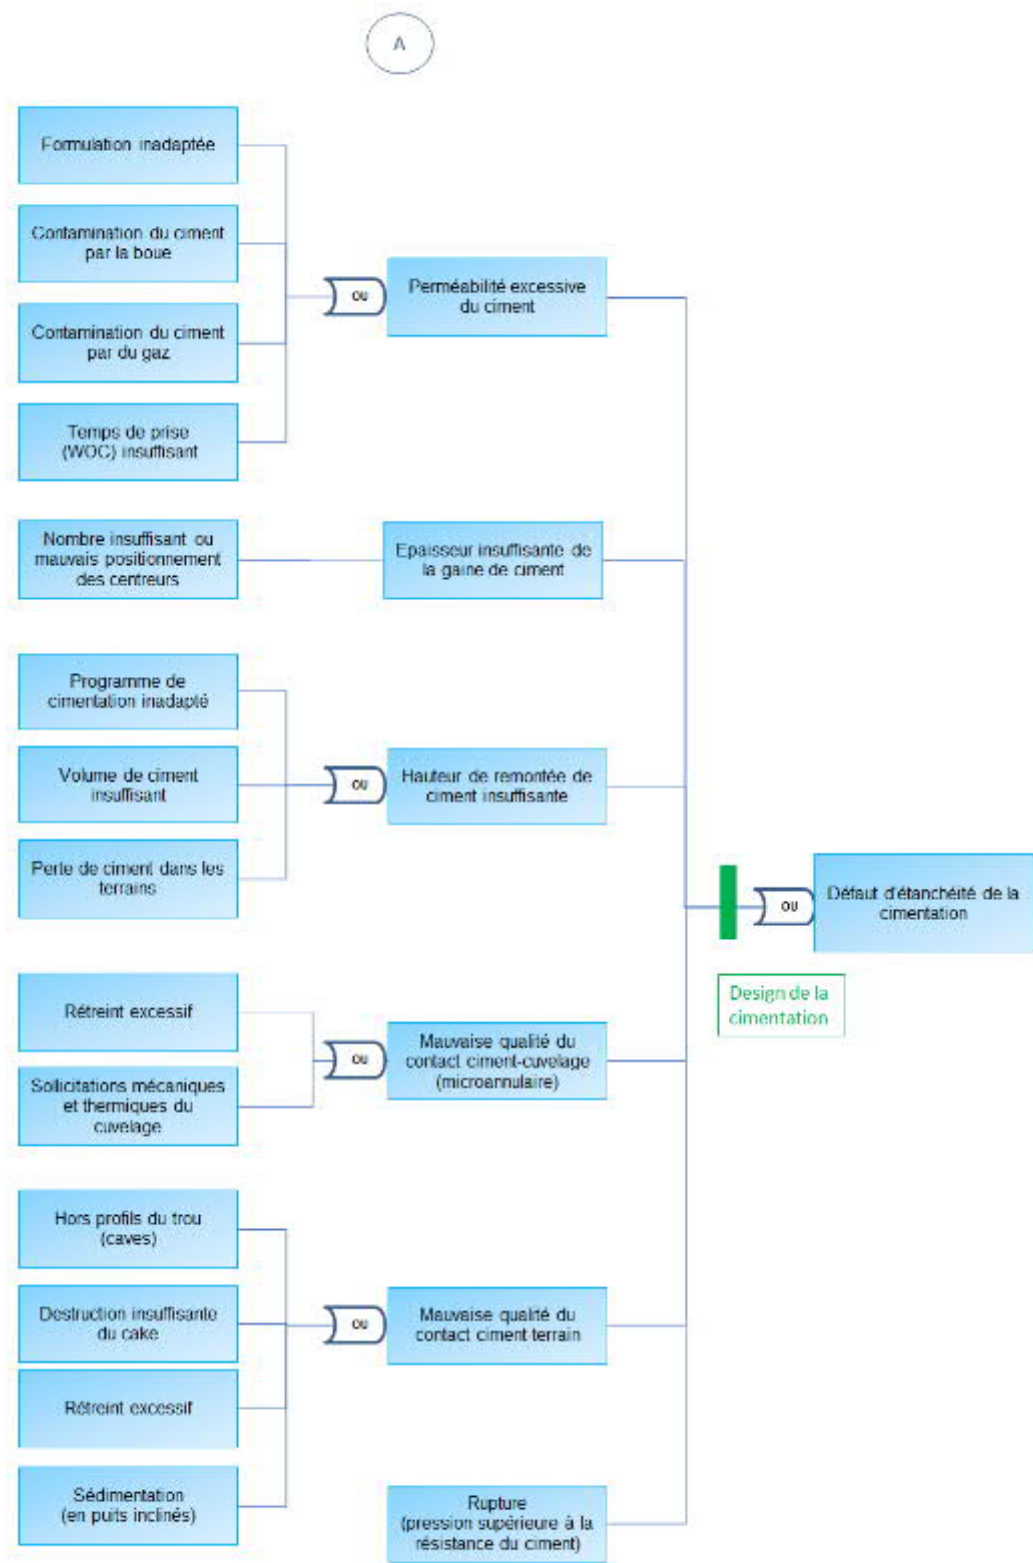 A
Formulation inadaptée
Contamination du ciment
par la boue
OU
Perméabilité excessive
du ciment
Contamination du ciment
par du gaz
Temps de prise
(WOC) insuffisant
Nombre insuffisant ou
mauvais positionnement
des centreurs
Epaisseur insuffisante de
la gaine de ciment
Programme de
cimentation inadapté
Volume de ciment
insuffisant
OU
Hauteur de remontée de
ciment insuffisante
Perte de ciment dans les
terrains
OU
Défaut d'étanchéité de la
cimentation
Design de la
cimentation
Rétreint excessif
OU
Mauvaise qualité du
contact ciment-cuvelage
(microannulaire)
Sollicitations mécaniques
et thermiques du
cuvelage
Hors profils du trou
(caves)
Destruction insuffisante
du cake
OU
Mauvaise qualité du
contact ciment-terrain
Rétreint excessif
Sédimentation
(en puits inclinés)
Rupture
(pression supérieure à la
résistance du ciment)